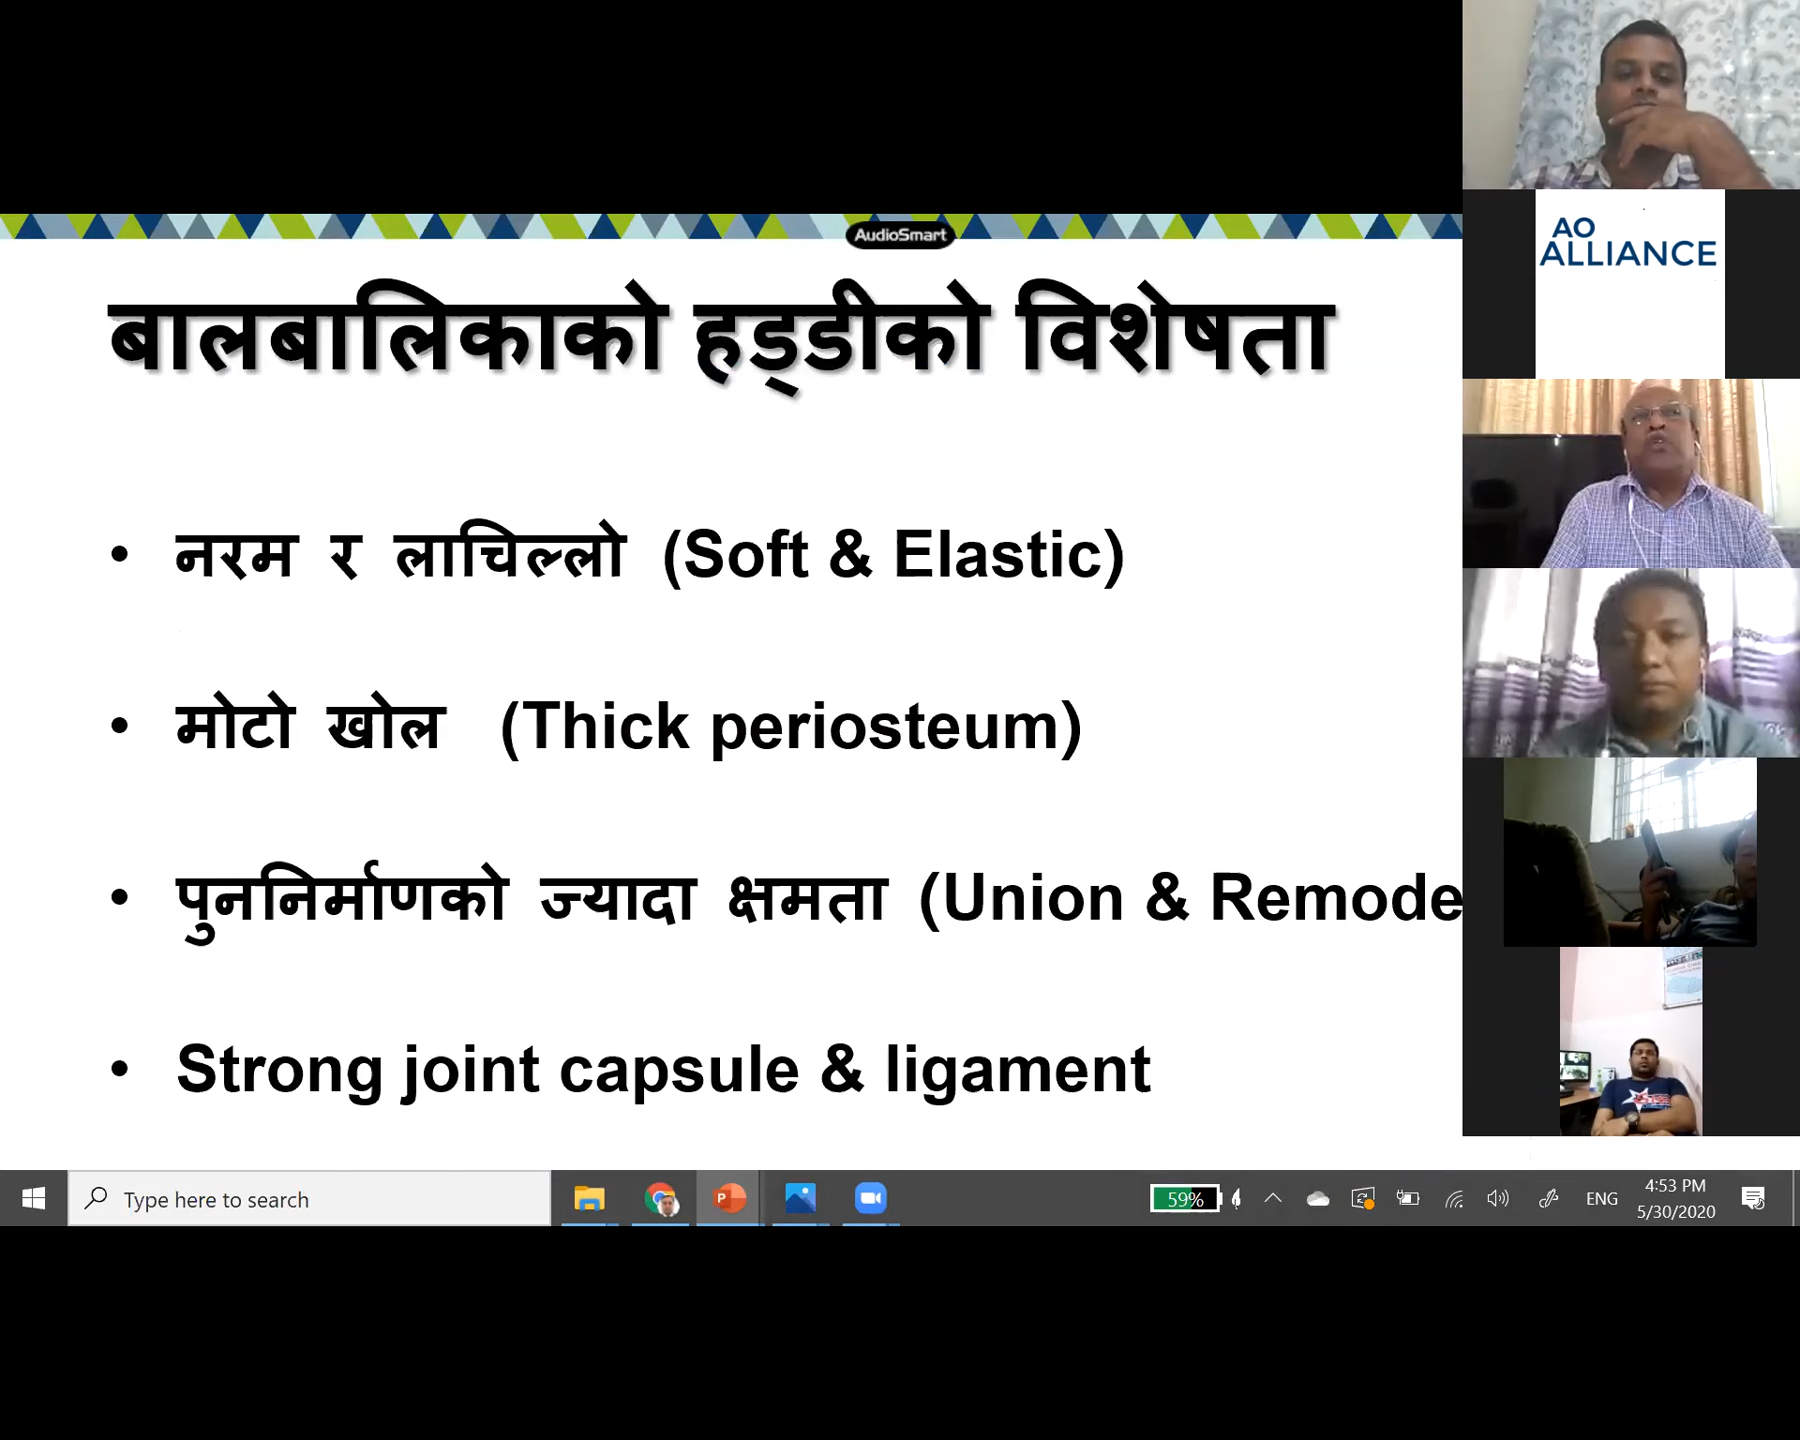 AudioSmart
बालबालिकाको हड्डीको विशेषता
• नरम र लाचिल्लो (Soft & Elastic)
• मोटो खोल (Thick periosteum)
• पुननिर्माणको ज्यादा क्षमता (Union & Remode
• Strong joint capsule & ligament
AO
ALLIANCE
Type here to search
59%
ENG
4:53 PM
5/30/2020